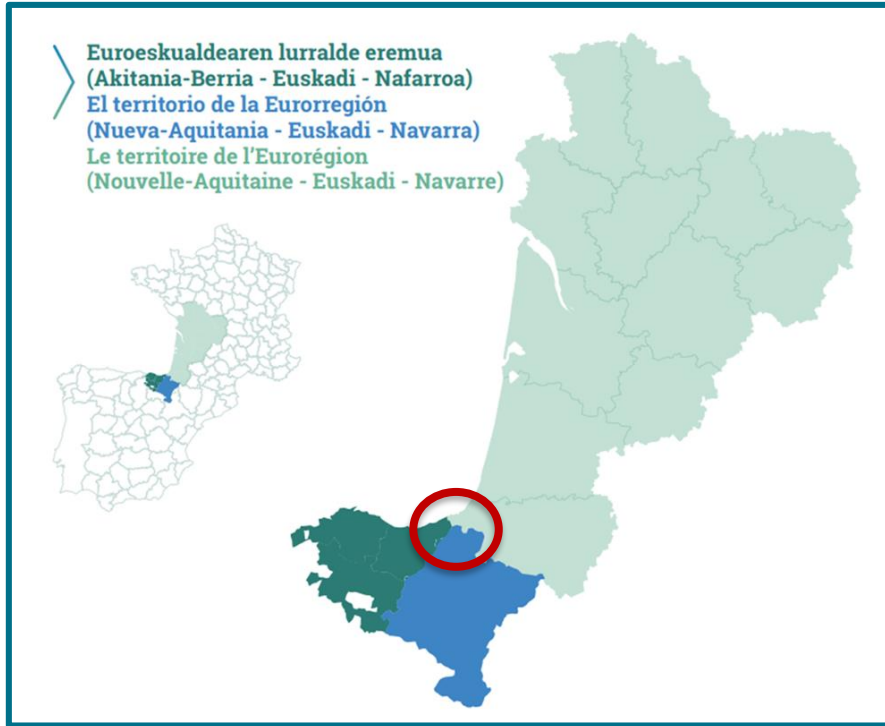 Euroeskualdearen lurralde eremua
(Akitania-Berria - Euskadi - Nafarroa)
El territorio de la Eurorregión
(Nueva-Aquitania - Euskadi - Navarra)
Le territoire de l'Eurorégion
(Nouvelle-Aquitaine - Euskadi - Navarre)